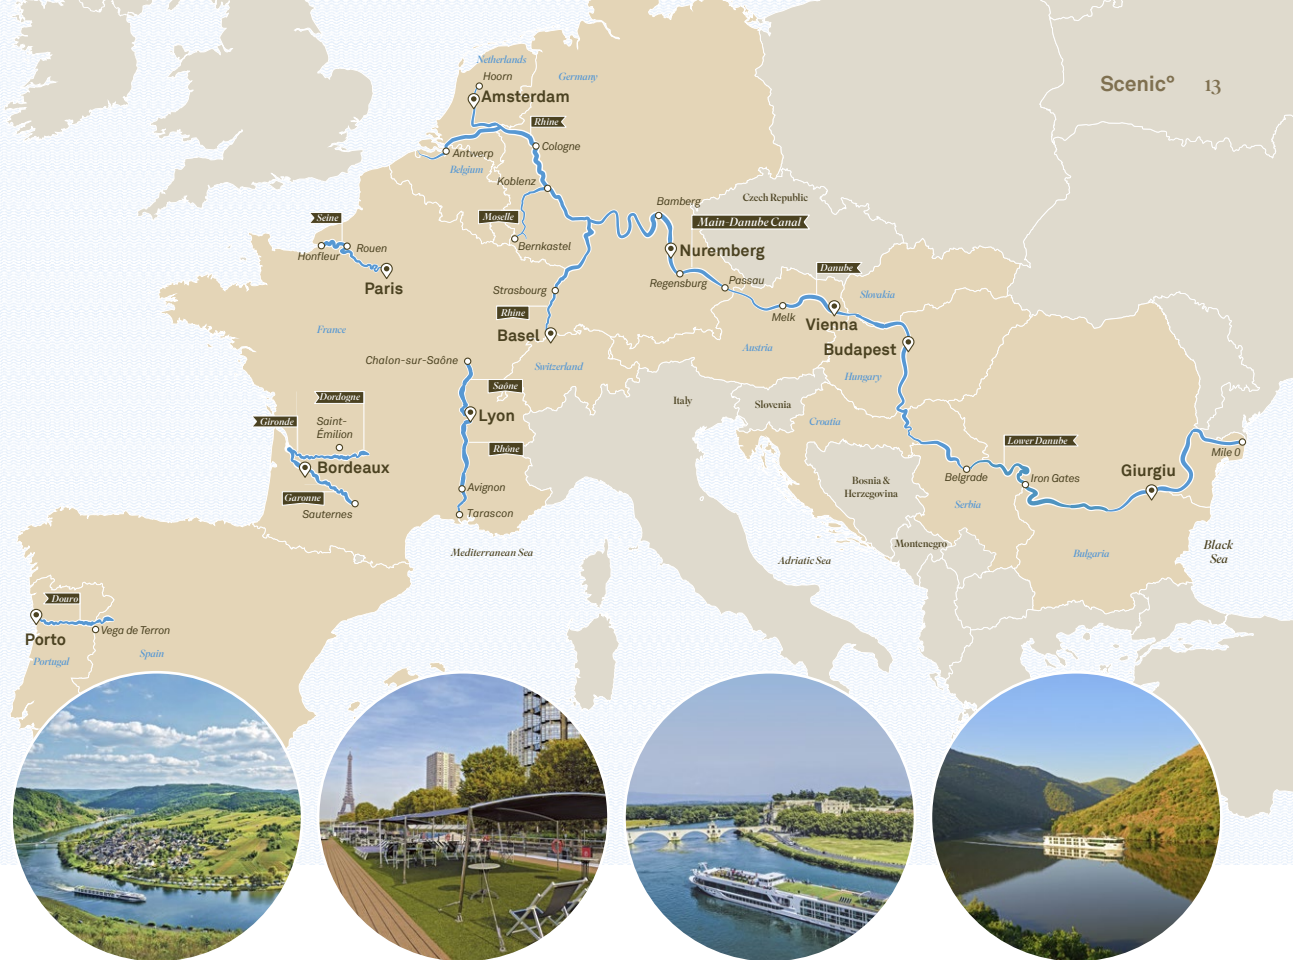 Scenic° 13
Netherlands
Hoorn
Germany
Amsterdam
Rhine
Cologne
Antwerp
Belgium
Koblenz
Moselle
Bernkastel
Bamberg
Czech Republic
Main-Danube Canal
Nuremberg
Regensburg
Passau
Danube
Slovakia
Melk
Vienna
Budapest
Austria
Hungary
Seine
Rouen
Honfleur
Paris
France
Strasbourg
Rhine
Basel
Switzerland
Chalon-sur-Saône
Saône
Lyon
Rhône
Avignon
Tarascon
Italy
Slovenia
Croatia
Dordogne
Gironde
Saint-
Émilion
Bordeaux
Garonne
Sauternes
Bosnia &
Herzegovina
Montenegro
Belgrade
Serbia
Lower Danube
Iron Gates
Giurgiu
Mile 0
Bulgaria
Black
Sea
Mediterranean Sea
Adriatic Sea
Douro
Porto
Vega de Terron
Portugal
Spain